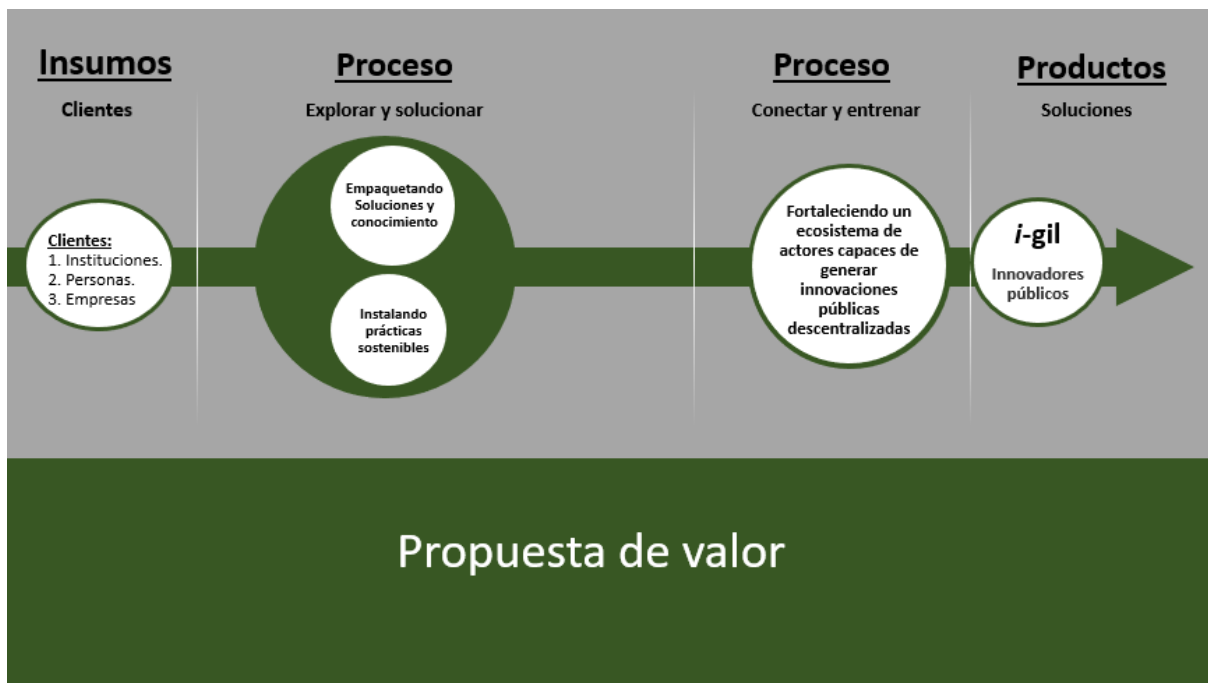 Insumos
Clientes
Clientes:
1. Instituciones.
2. Personas.
3. Empresas
Proceso
Explorar y solucionar
Empaquetando
Soluciones y
conocimiento
Instalando
prácticas
sostenibles
Proceso
Conectar y entrenar
Fortaleciendo un
ecosistema de
actores capaces de
generar
innovaciones
públicas
descentralizadas
Productos
Soluciones
i-gil
Innovadores
públicos
Propuesta de valor